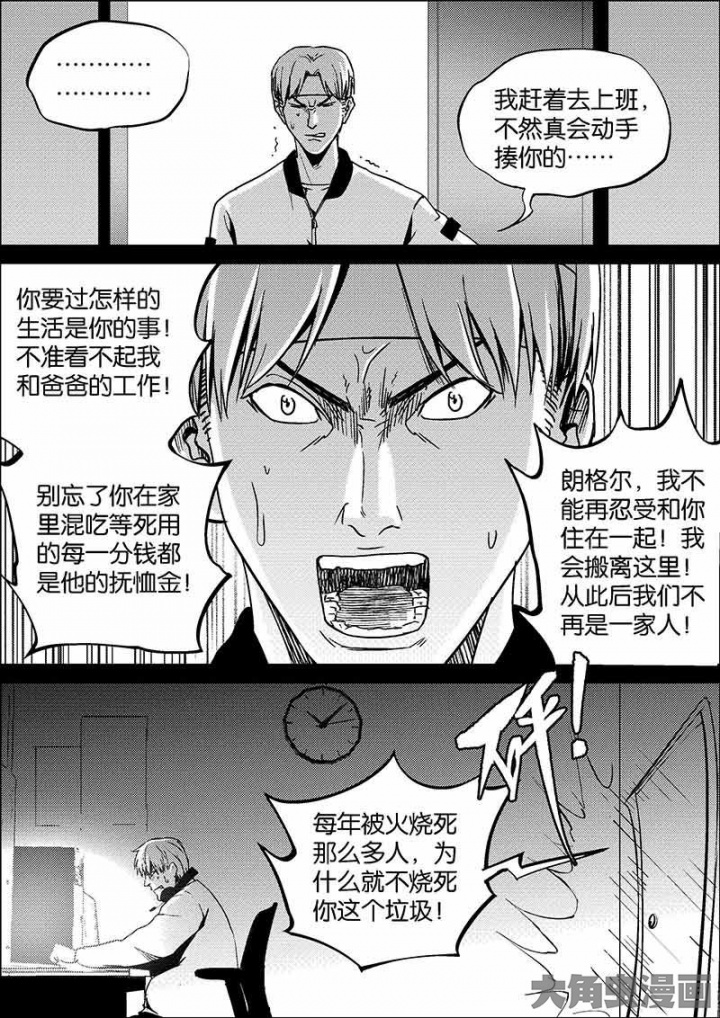 …………
…………
我赶着去上班，
不然真会动手
揍你的……
你要过怎样的
生活是你的事！
不准看不起我
和爸爸的工作！
别忘了你在家
里混吃等死用
的每一分钱都
是他的抚恤金！
朗格尔，我不
能再忍受和你
住在一起！我
会搬离这里！
从此后我们不
再是一家人！
砰！
每年被火烧死
那么多人，为
什么就不烧死
你这个垃圾！
大角虫漫画